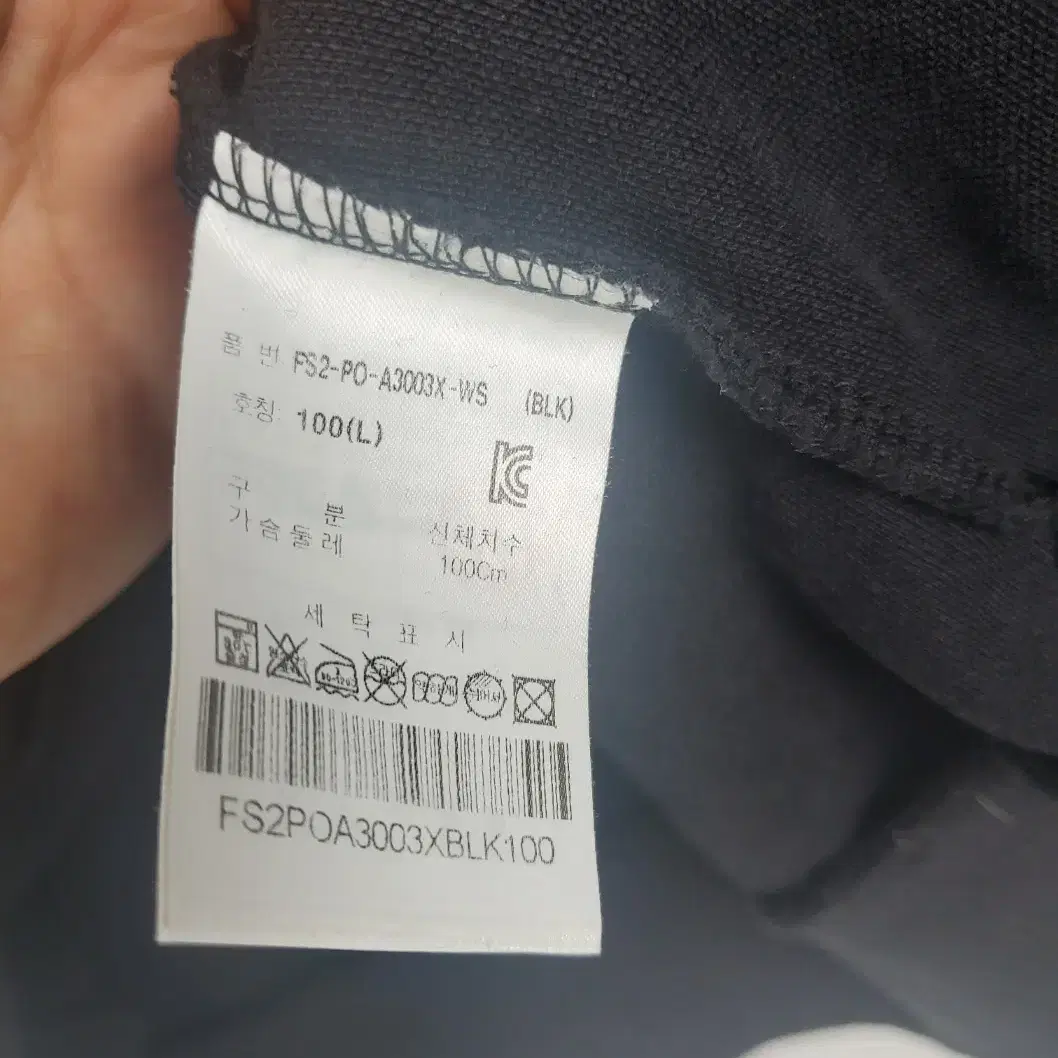 품 번 FS2-PO-A3003X-WS (BLK)
호칭 100(L)
구 분 신체치수
가슴둘레 100Cm
세 탁 표 시
FS2POA3003XBLK100